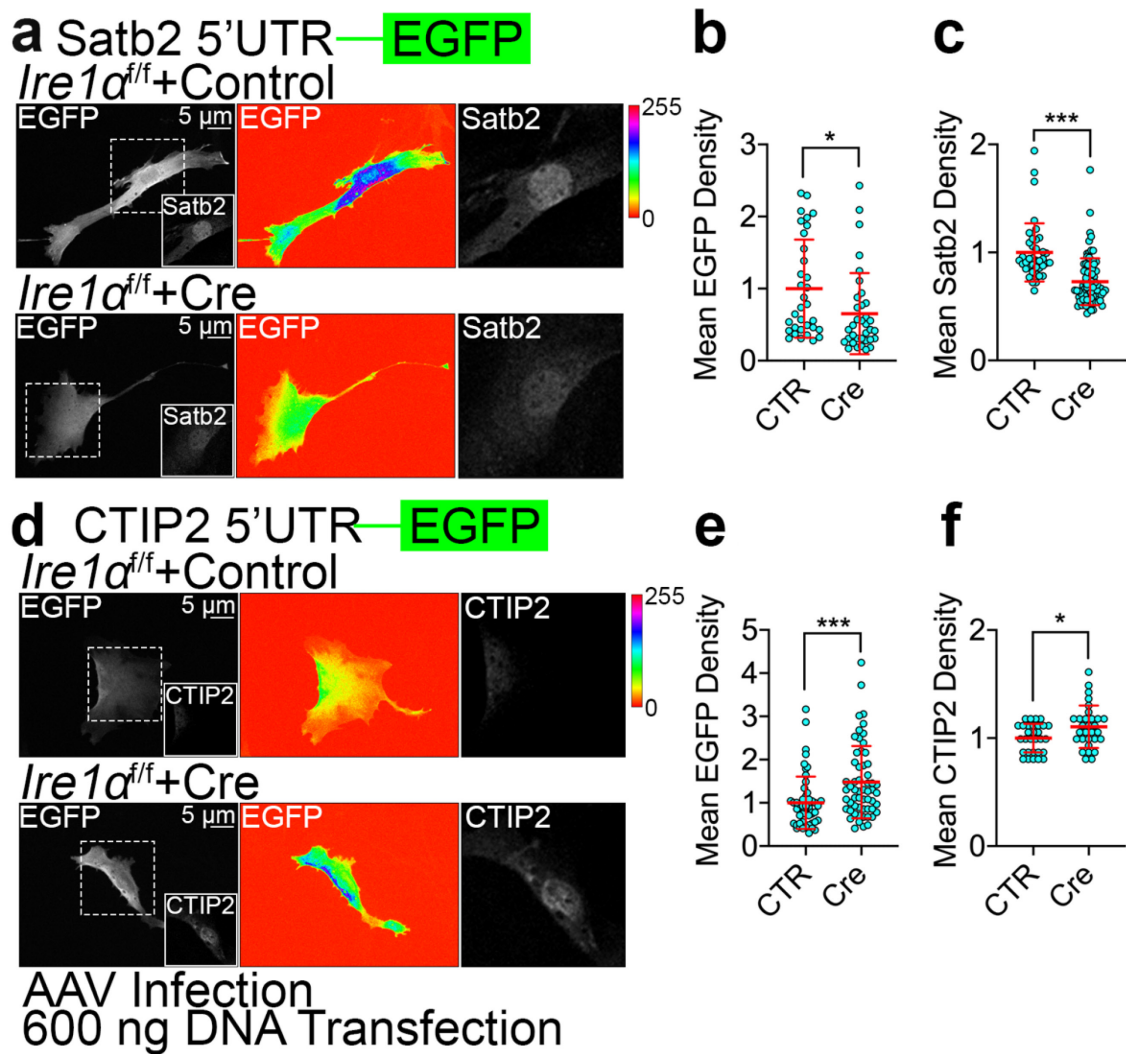 a Satb2 5’UTR EGFP
Ire1α^f/f+Control
EGFP 5 µm
Satb2
EGFP
Satb2
255
0
Ire1α^f/f+Cre
EGFP 5 µm
Satb2
EGFP
Satb2
b
Mean EGFP Density
3
2
1
0
*
CTR Cre
c
Mean Satb2 Density
2
1
0
***
CTR Cre
d CTIP2 5’UTR EGFP
Ire1α^f/f+Control
EGFP 5 µm
CTIP2
CTIP2
255
0
Ire1α^f/f+Cre
EGFP 5 µm
CTIP2
EGFP
CTIP2
AAV Infection
600 ng DNA Transfection
e
Mean EGFP Density
5
4
3
2
1
0
***
CTR Cre
f
Mean CTIP2 Density
2
1
0
*
CTR Cre